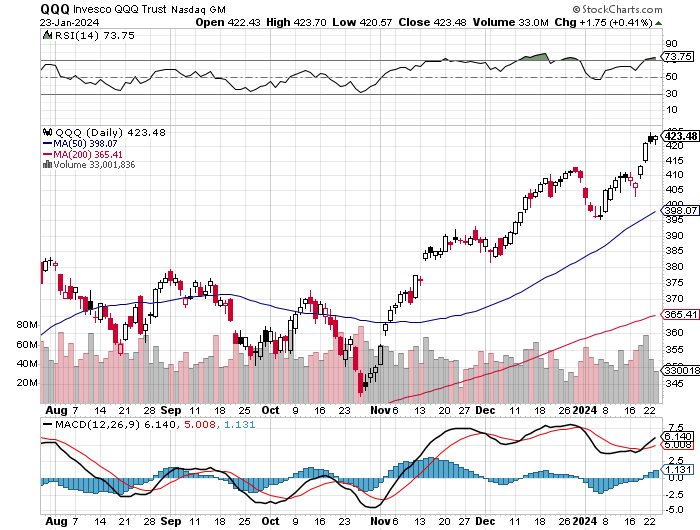 QQQ Invesco QQQ Trust Nasdaq GM
© StockCharts.com
23-Jan-2024
Open 422.43 High 423.70 Low 420.57 Close 423.48 Volume 33.0M Chg +1.75 (+0.41%)
RSI(14) 73.75
90
73.75
50
30
10
QQQ (Daily) 423.48
MA(50) 398.07
MA(200) 365.41
Volume 33,001,836
423.48
420
415
410
405
400
398.07
390
385
380
375
370
365.41
360
355
350
345
33001836
80M
60M
40M
20M
Aug 7 14 21 28 Sep 11 18 25 Oct 9 16 23 Nov 6 13 20 27 Dec 11 18 26 2024 8 16 22
MACD(12,26,9) 6.140, 5.008, 1.131
7.5
6.140
5.008
2.5
1.131
0.0
-2.5
-5.0
Aug 7 14 21 28 Sep 11 18 25 Oct 9 16 23 Nov 6 13 20 27 Dec 11 18 26 2024 8 16 22